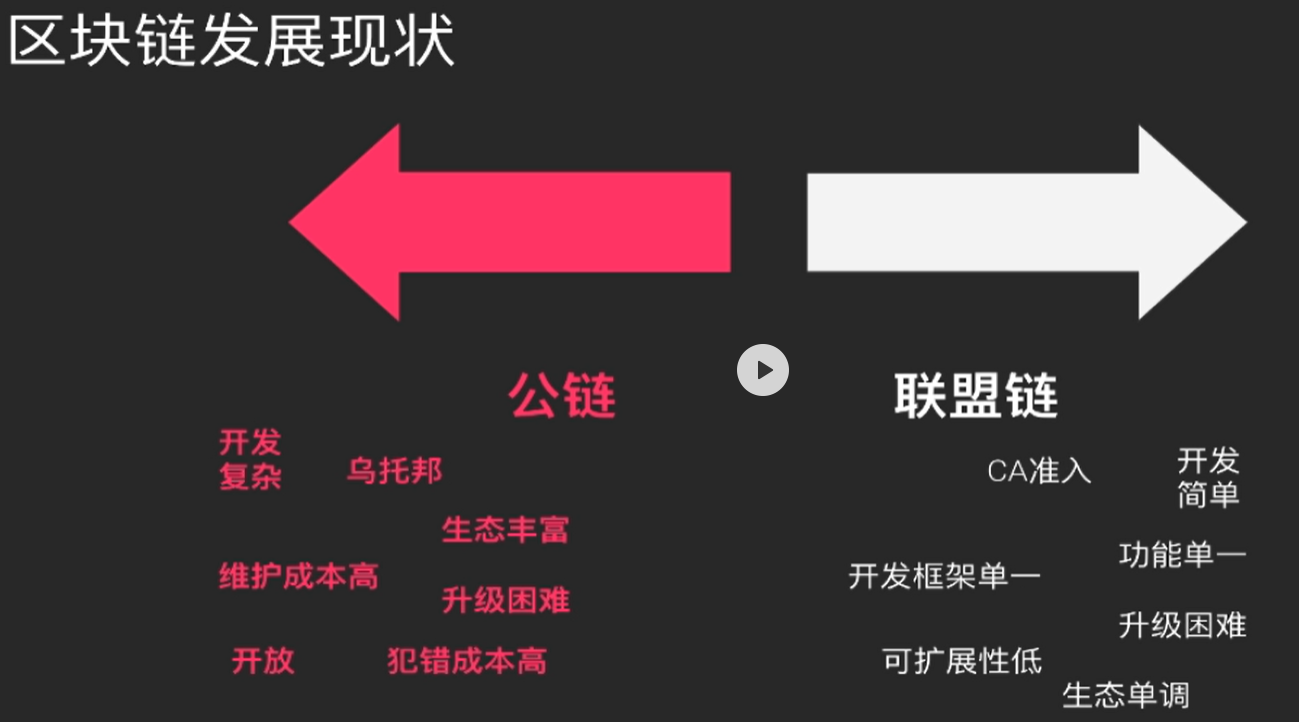 区块链发展现状
公链
开发
复杂
乌托邦
生态丰富
维护成本高
升级困难
开放
犯错成本高
联盟链
CA准入
开发
简单
功能单一
开发框架单一
升级困难
可扩展性低
生态单调